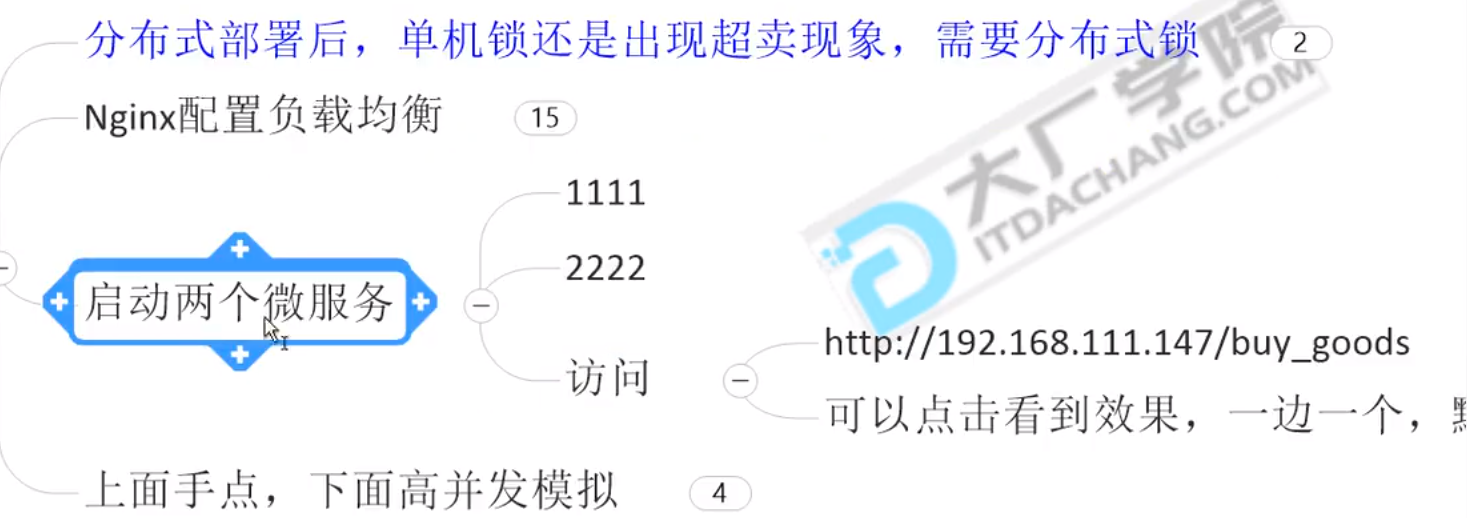 分布式部署后，单机锁还是出现超卖现象，需要分布式锁 2
Nginx配置负载均衡 15
启动两个微服务
1111
2222
访问
http://192.168.111.147/buy_goods
可以点击看到效果，一边一个，
上面手点，下面高并发模拟 4
大厂学院
ITDACHANG.COM